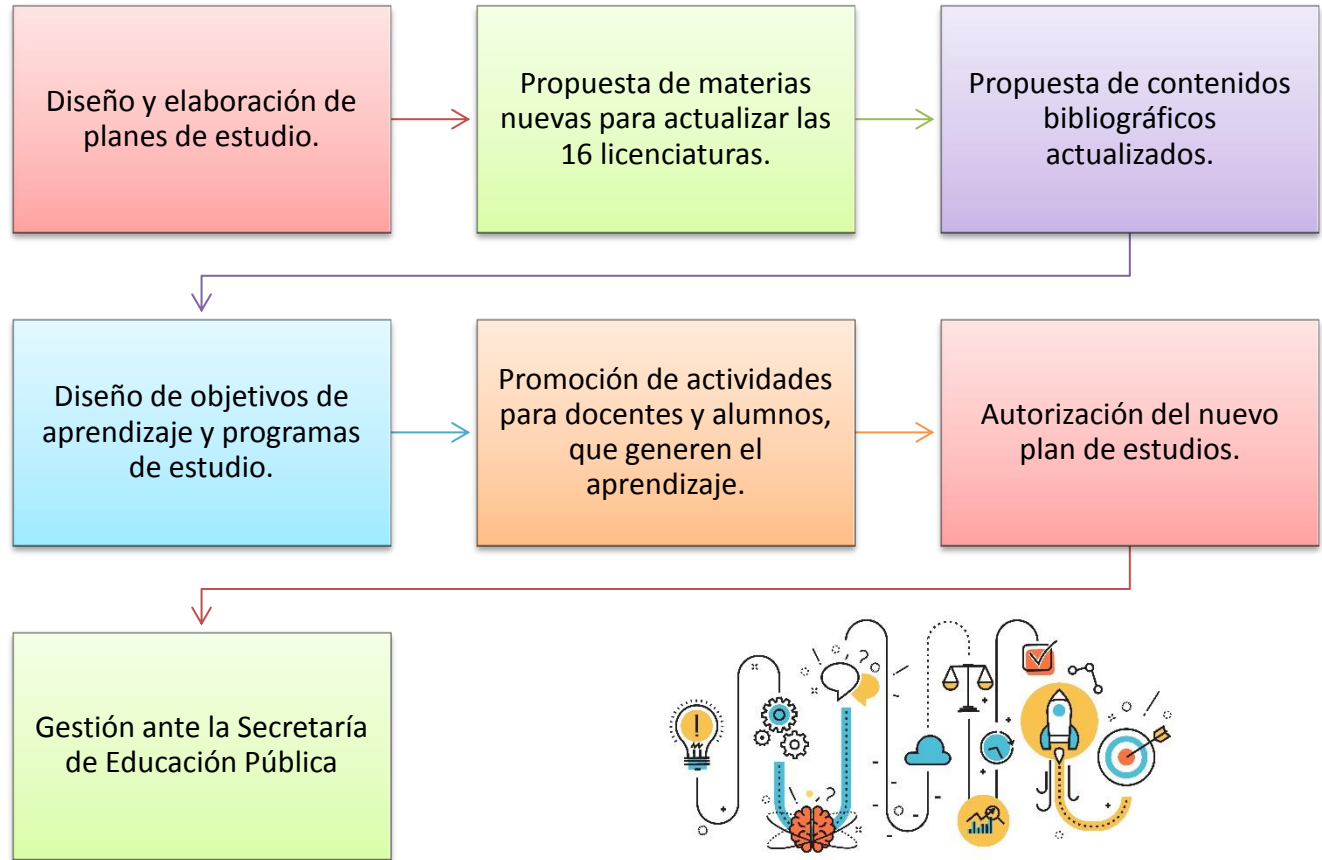 Diseño y elaboración de
planes de estudio.
Propuesta de materias
nuevas para actualizar las
16 licenciaturas.
Propuesta de contenidos
bibliográficos
actualizados.
Diseño de objetivos de
aprendizaje y programas
de estudio.
Promoción de actividades
para docentes y alumnos,
que generen el
aprendizaje.
Autorización del nuevo
plan de estudios.
Gestión ante la Secretaría
de Educación Pública